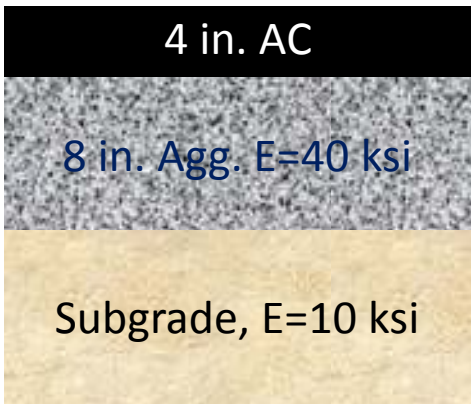 4 in. AC
8 in. Agg. E=40 ksi
Subgrade, E=10 ksi